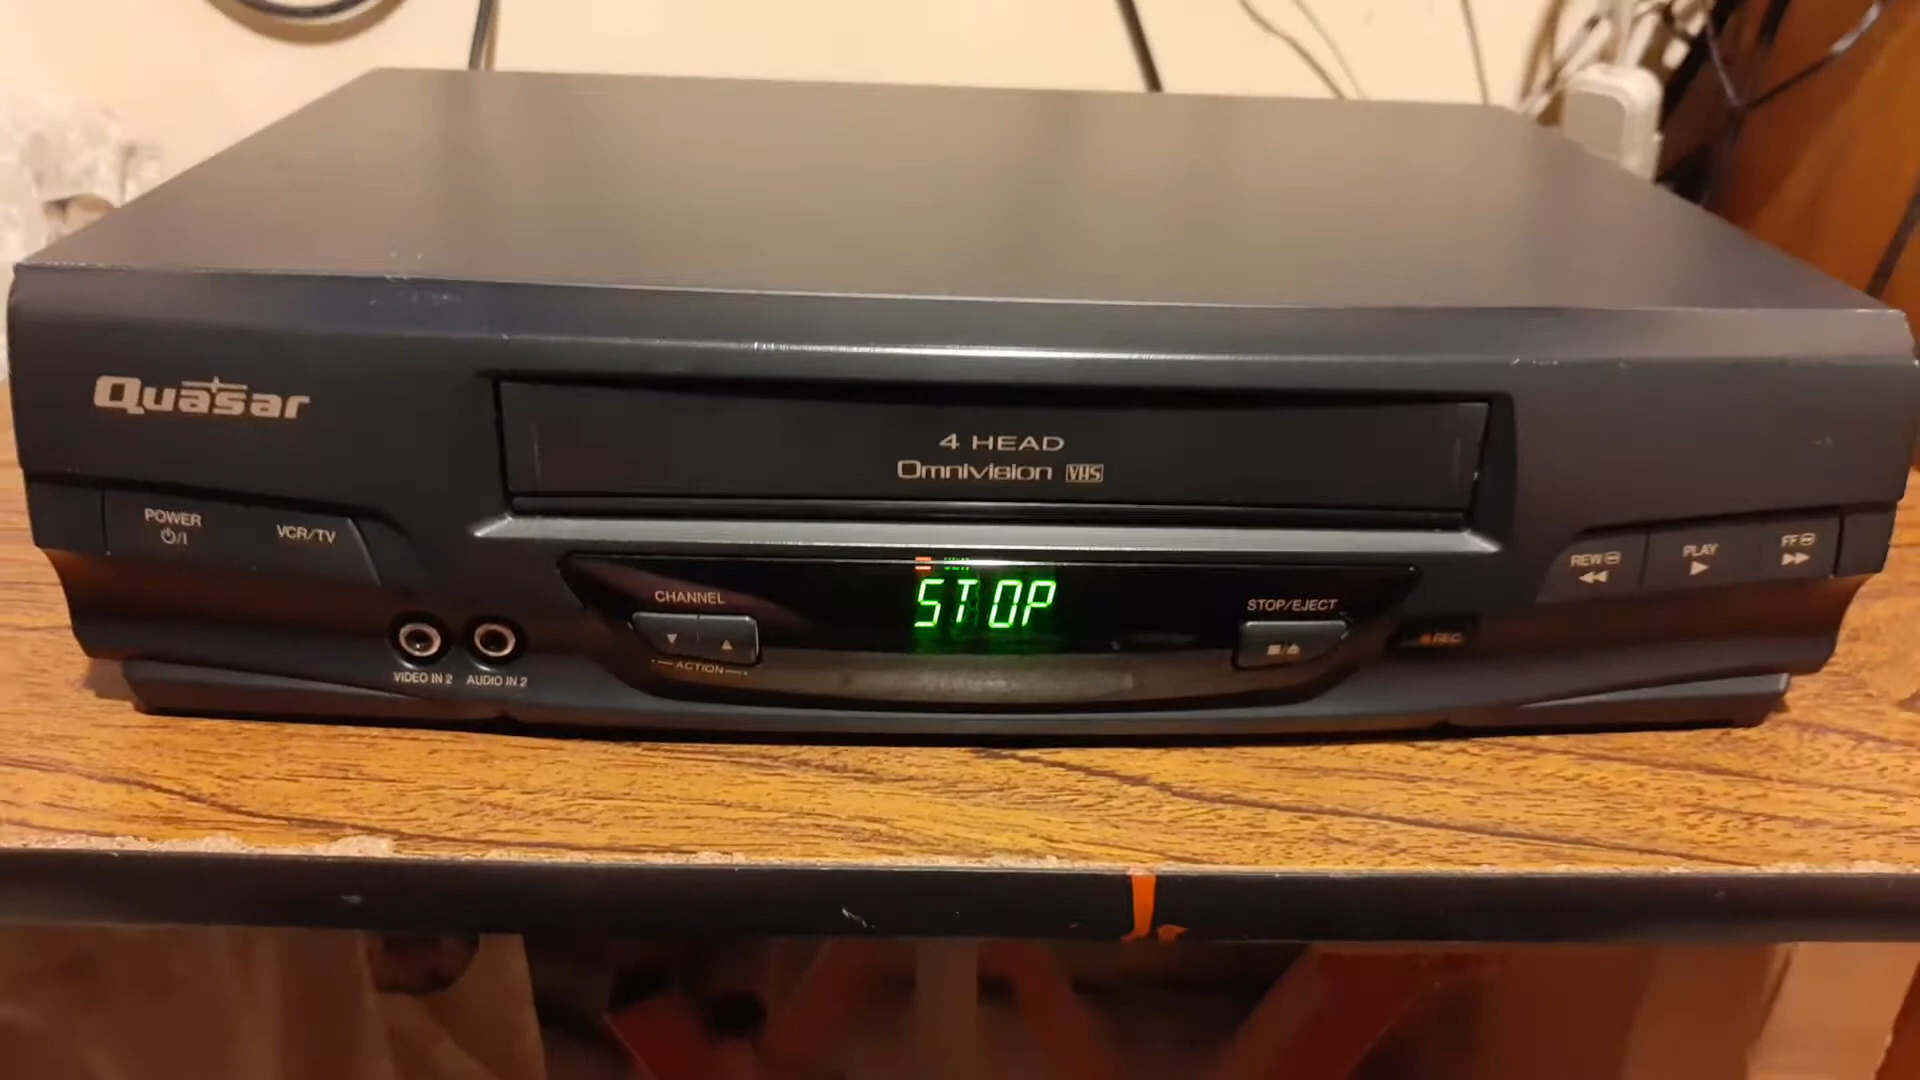 Quasar
4 HEAD
Omnivision VHS
POWER
VCR/TV
CHANNEL
ACTION
STOP
STOP/EJECT
REC
REW
PLAY
FF
VIDEO IN 2
AUDIO IN 2